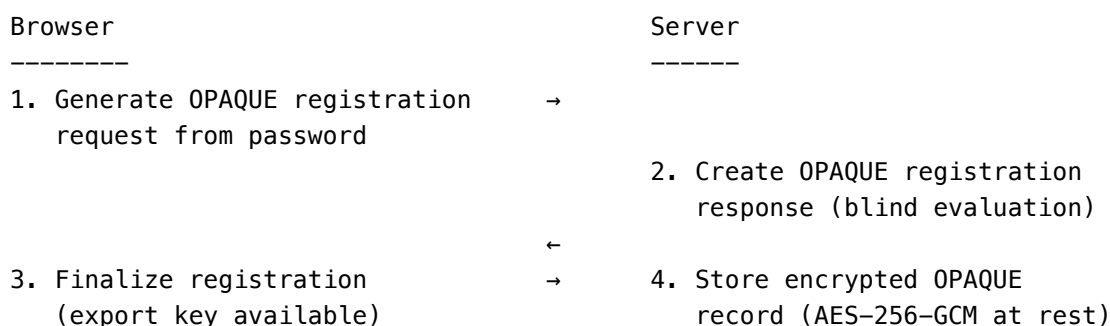 Browser                                    Server
--------                                   ------
1. Generate OPAQUE registration     →
   request from password
                                           2. Create OPAQUE registration
                                              response (blind evaluation)
                                    ←
3. Finalize registration            →      4. Store encrypted OPAQUE
   (export key available)                     record (AES-256-GCM at rest)